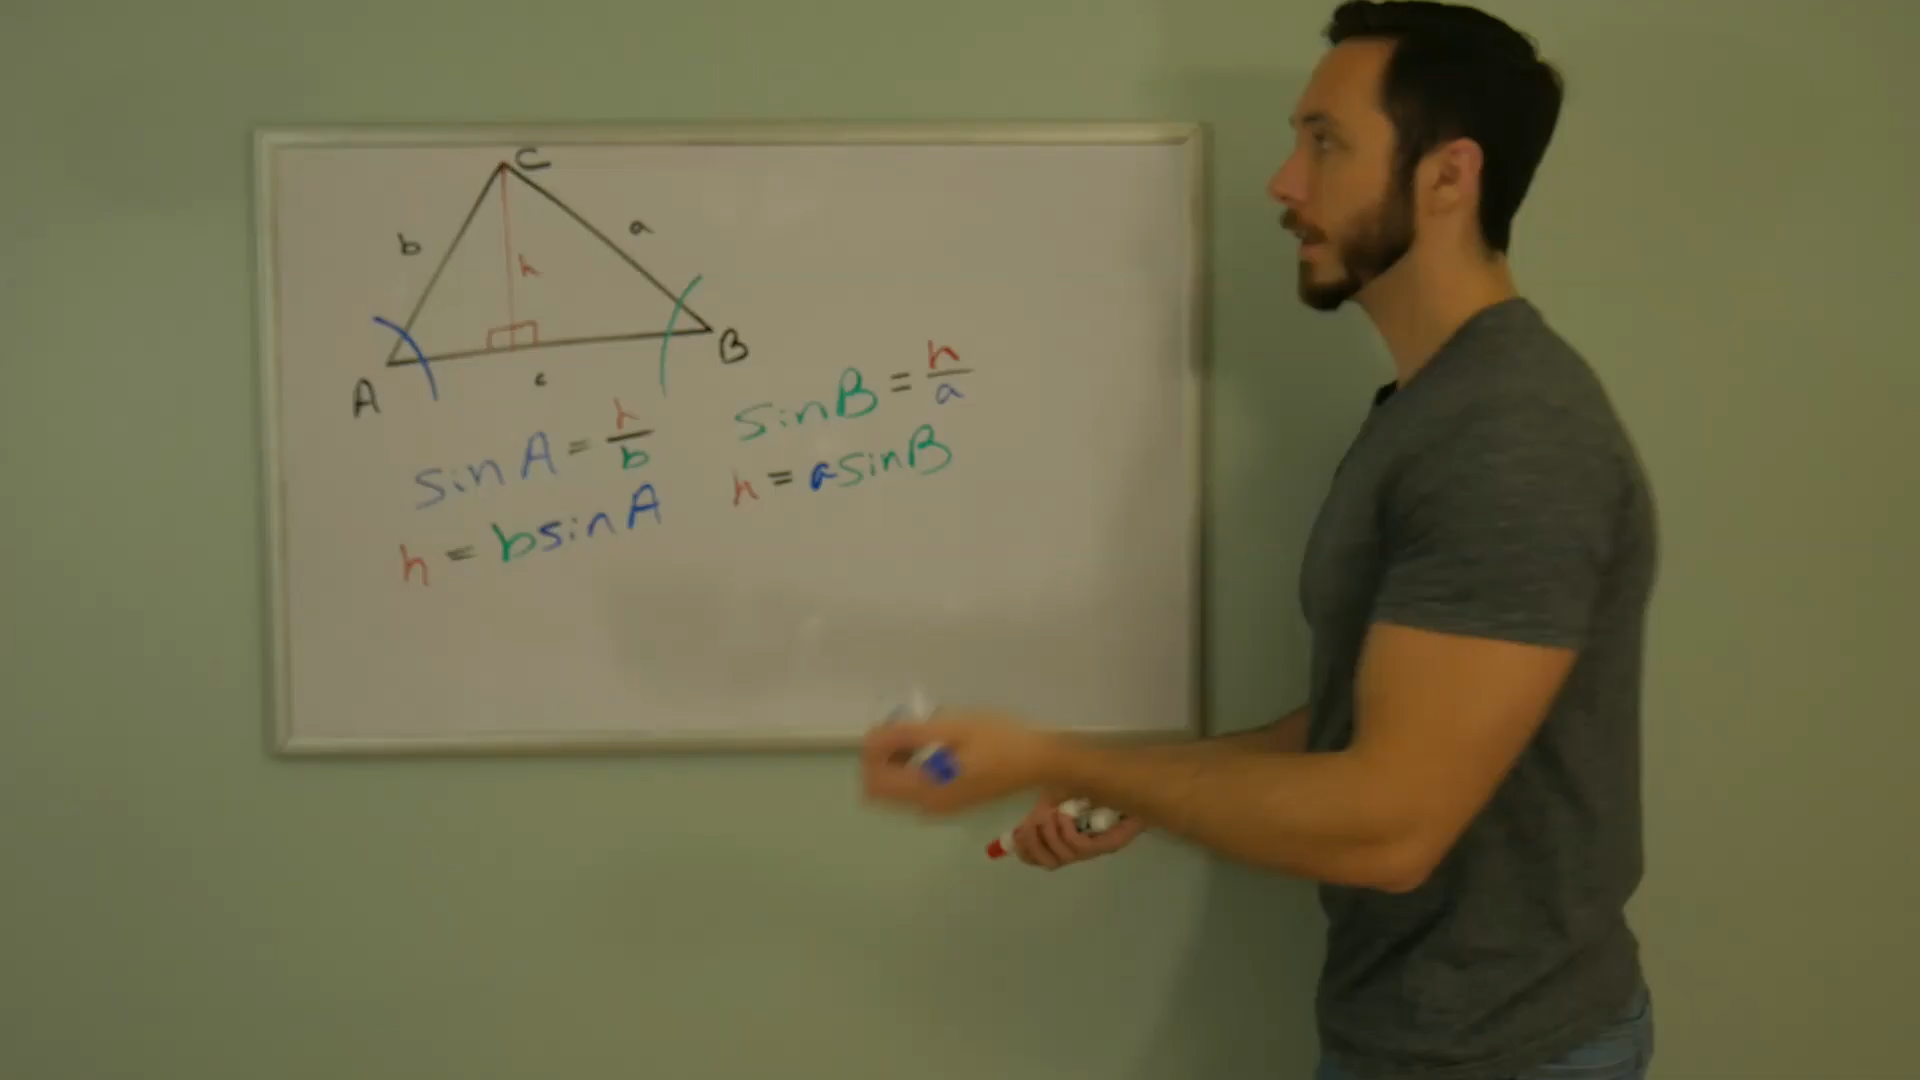 C
b
a
h
A
B
c
sin A = h/b
h = b sin A
sin B = h/a
h = a sin B